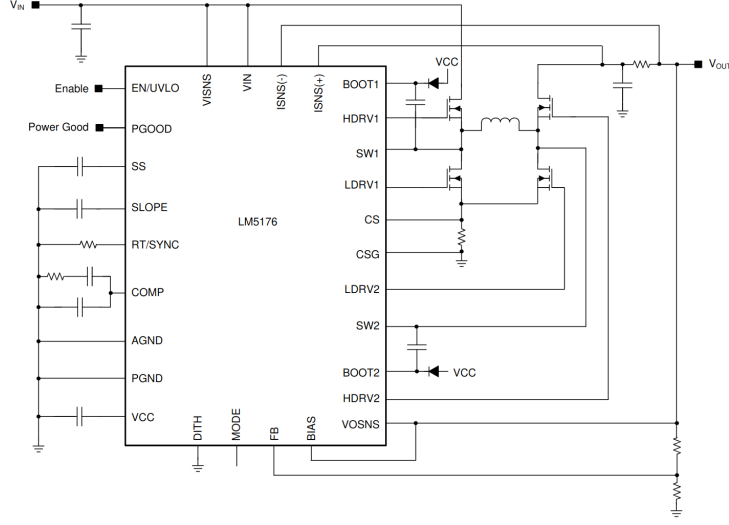 VIN
VOUT
VCC
Enable
EN/UVLO
VISNS
VIN
ISNS(-)
ISNS(+)
BOOT1
Power Good
PGOOD
HDRV1
SS
SW1
LDRV1
SLOPE
LM5176
CS
RT/SYNC
CSG
COMP
LDRV2
SW2
AGND
PGND
BOOT2
VCC
HDRV2
VCC
DITH
MODE
FB
BIAS
VOSNS